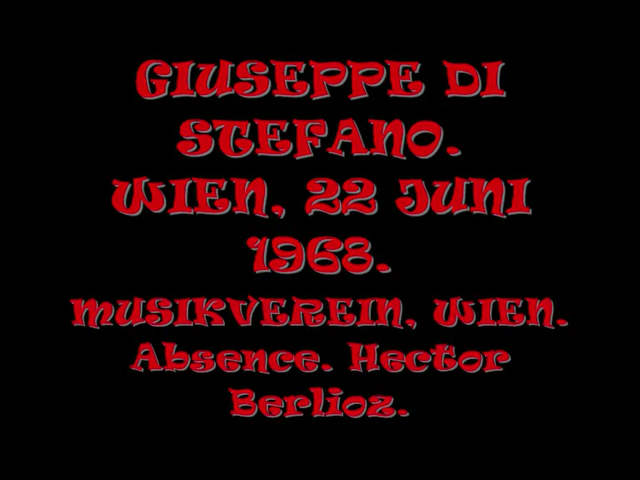 GIUSEPPE DI
STEFANO.
WIEN, 22 JUNI
1968.
MUSIKVEREIN, WIEN.
Absence. Hector
Berlioz.